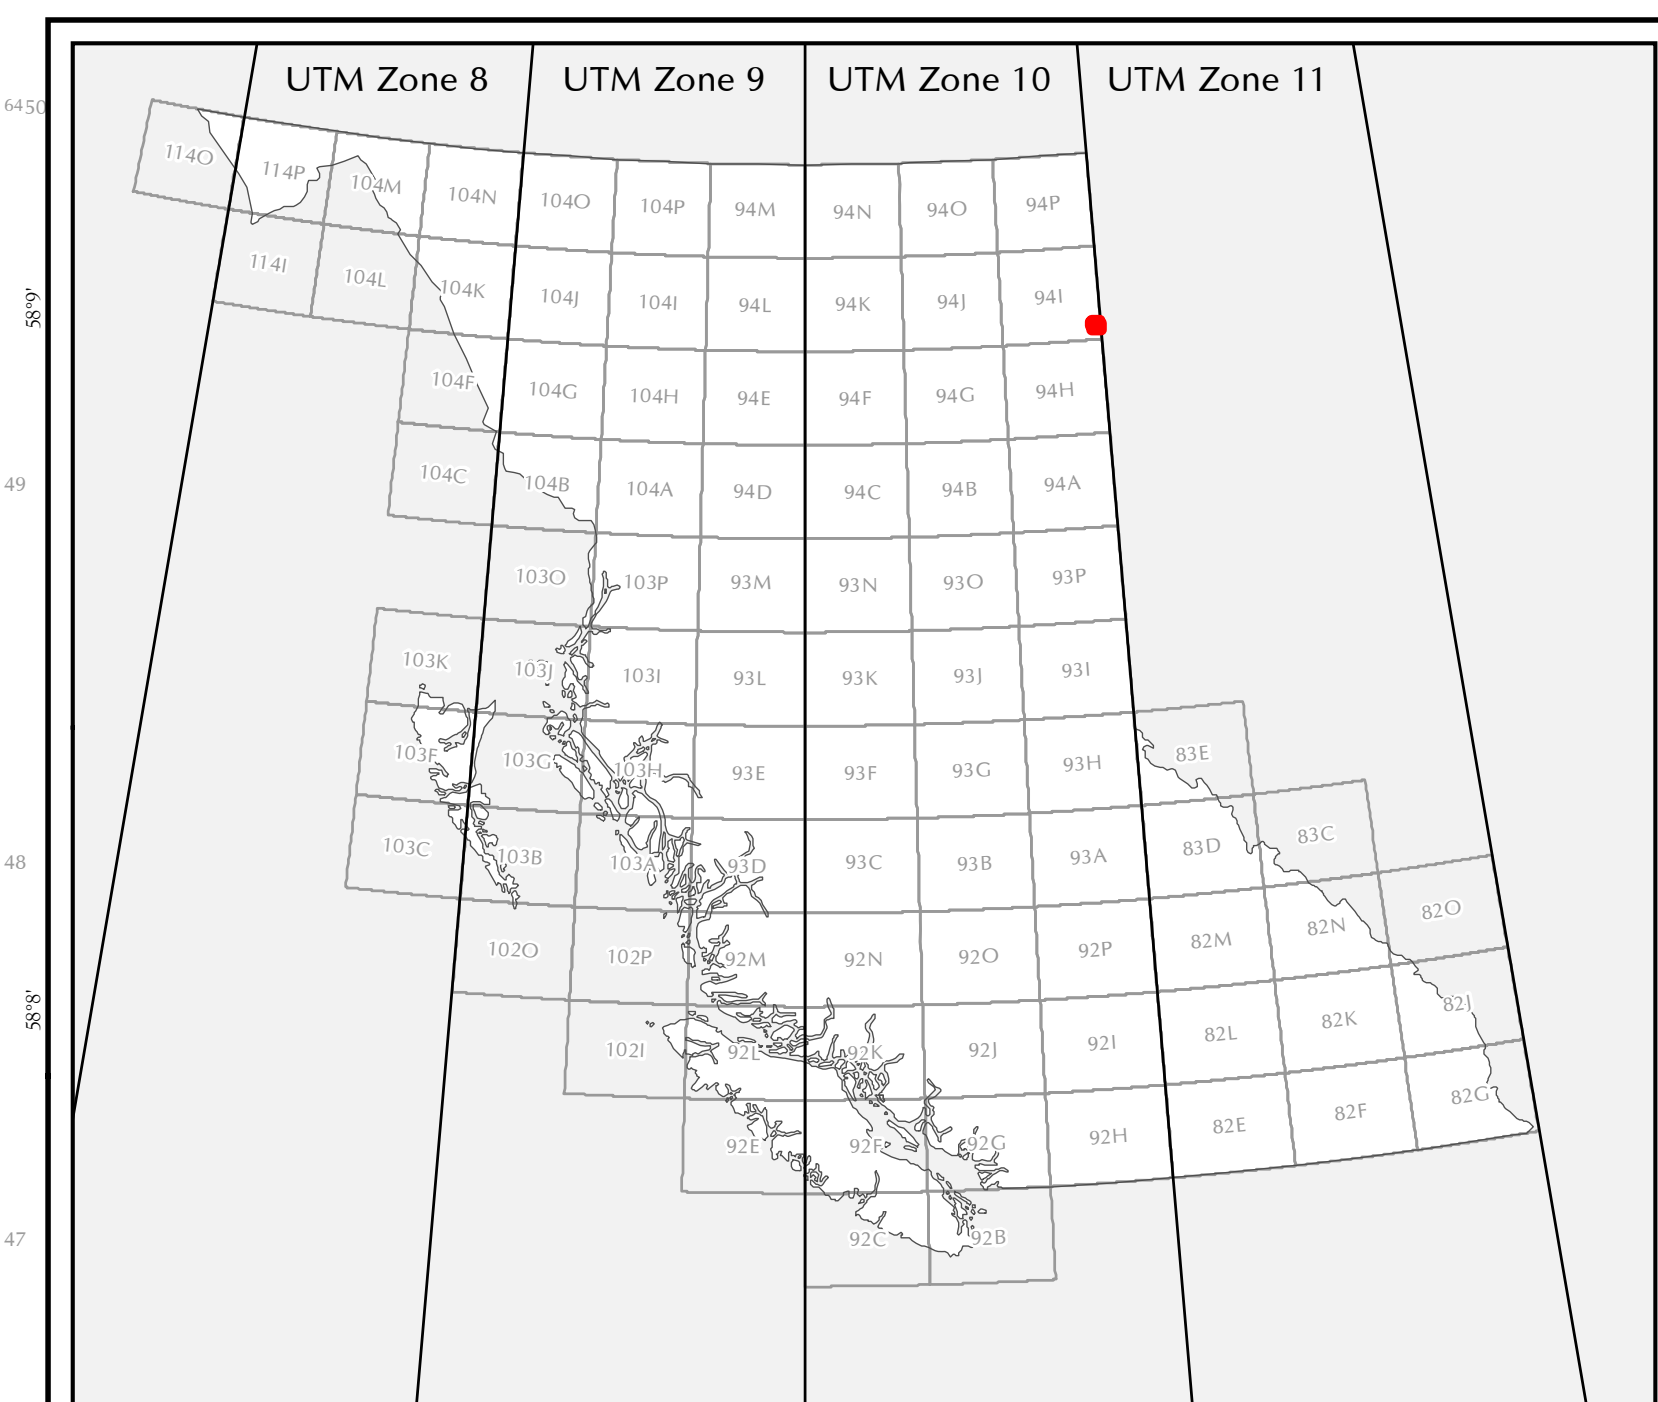 UTM Zone 8 UTM Zone 9 UTM Zone 10 UTM Zone 11
6450
114O 114P 104M 104N 104O 104P 94M 94N 94O 94P
114I 104L 104K 104J 104I 94L 94K 94J 94I
58°9'
104F 104G 104H 94E 94F 94G 94H
49
104C 104B 104A 94D 94C 94B 94A
103O 103P 93M 93N 93O 93P
103K 103J 103I 93L 93K 93J 93I
103F 103G 103H 93E 93F 93G 93H 83E
48
103C 103B 103A 93D 93C 93B 93A 83D 83C
102O 102P 92M 92N 92O 92P 82M 82N 82O
58°8'
102I 92L 92K 92J 92I 82L 82K 82J
92E 92F 92G 92H 82E 82F 82G
47
92C 92B